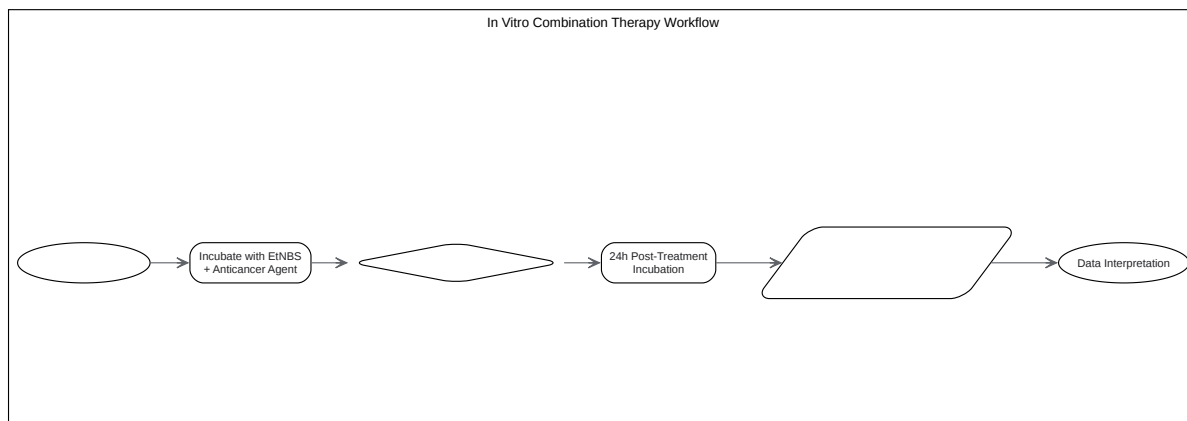 In Vitro Combination Therapy Workflow
Incubate with EtNBS
+ Anticancer Agent
24h Post-Treatment
Incubation
Data Interpretation